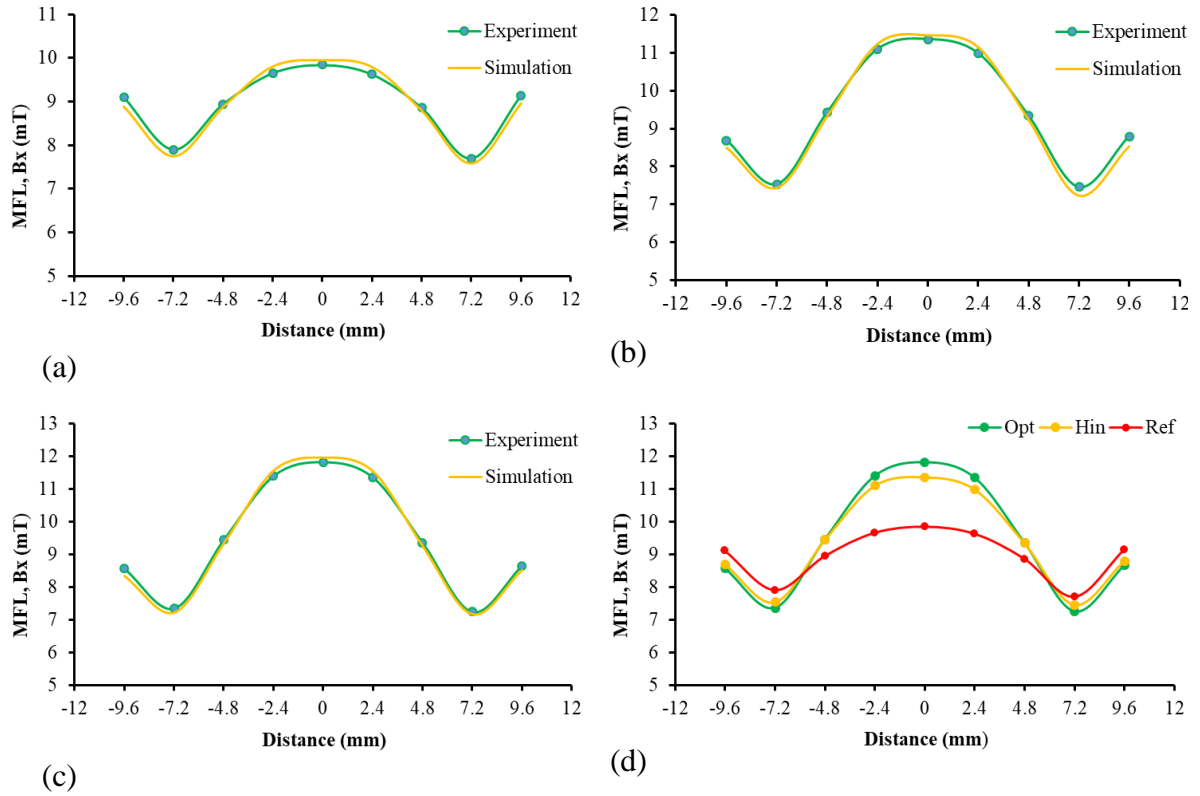 11
10
9
8
7
6
5
MFL, Bx (mT)
Experiment
Simulation
-12 -9.6 -7.2 -4.8 -2.4 0 2.4 4.8 7.2 9.6 12
Distance (mm)
(a)
12
11
10
9
8
7
6
5
4
MFL, Bx (mT)
Experiment
Simulation
-12 -9.6 -7.2 -4.8 -2.4 0 2.4 4.8 7.2 9.6 12
Distance (mm)
(b)
13
12
11
10
9
8
7
6
5
MFL, Bx (mT)
Experiment
Simulation
-12 -9.6 -7.2 -4.8 -2.4 0 2.4 4.8 7.2 9.6 12
Distance (mm)
(c)
13
12
11
10
9
8
7
6
5
MFL, Bx (mT)
Opt Hin Ref
-12 -9.6 -7.2 -4.8 -2.4 0 2.4 4.8 7.2 9.6 12
Distance (mm)
(d)